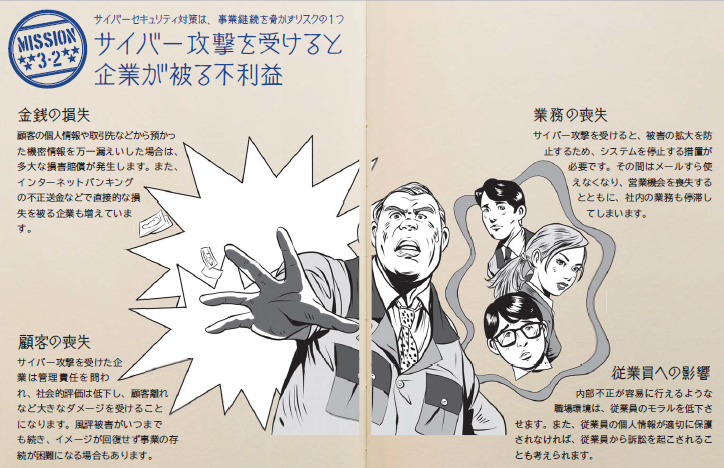 MISSION
3-2
サイバーセキュリティ対策は、事業継続を脅かすリスクの1つ
サイバー攻撃を受けると
企業が被る不利益
金銭の損失
顧客の個人情報や取引先などから預かっ
た機密情報を万一漏えいした場合は、
多大な損害賠償が発生します。また、
インターネットバンキング
の不正送金などで直接的な損
失を被る企業も増えていま
す。
顧客の喪失
サイバー攻撃を受けた企
業は管理責任を問わ
れ、社会的評価は低下し、顧客離れ
など大きなダメージを受けること
になります。風評被害がいつまで
も続き、イメージが回復せず事業の存
続が困難になる場合もあります。
業務の喪失
サイバー攻撃を受けると、被害の拡大を防
止するため、システムを停止する措置が
必要です。その間はメールすら使
えなくなり、営業機会を喪失する
とともに、社内の業務も停滞し
てしまいます。
従業員への影響
内部不正が容易に行えるような
職場環境は、従業員のモラルを低下さ
せます。また、従業員の個人情報が適切に保護
されなければ、従業員から訴訟を起こされるこ
とも考えられます。